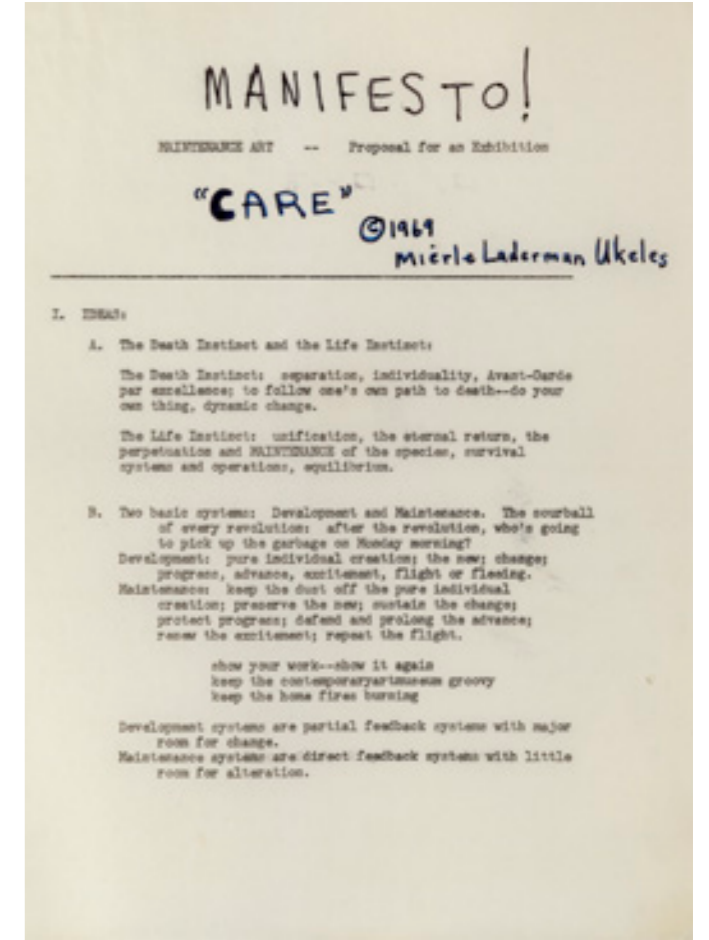 MANIFESTO!
MAINTENANCE ART -- Proposal for an Exhibition
"CARE"
©1969
Mierle Laderman Ukeles
I. IDEAS:
A. The Death Instinct and the Life Instinct:
The Death Instinct: separation, individuality, Avant-Garde
par excellence; to follow one's own path to death--do your
own thing, dynamic change.
The Life Instinct: unification, the eternal return, the
perpetuation and MAINTENANCE of the species, survival
systems and operations, equilibrium.
B. Two basic systems: Development and Maintenance. The sourball
of every revolution: after the revolution, who's going
to pick up the garbage on Monday morning?
Development: pure individual creation; the new; change;
progress, advance, excitement, flight or fleeing.
Maintenance: keep the dust off the pure individual
creation; preserve the new; sustain the change;
protect progress; defend and prolong the advance;
renew the excitement; repeat the flight.
show your work--show it again
keep the contemporaryartmuseum groovy
keep the home fires burning
Development systems are partial feedback systems with major
room for change.
Maintenance systems are direct feedback systems with little
room for alteration.